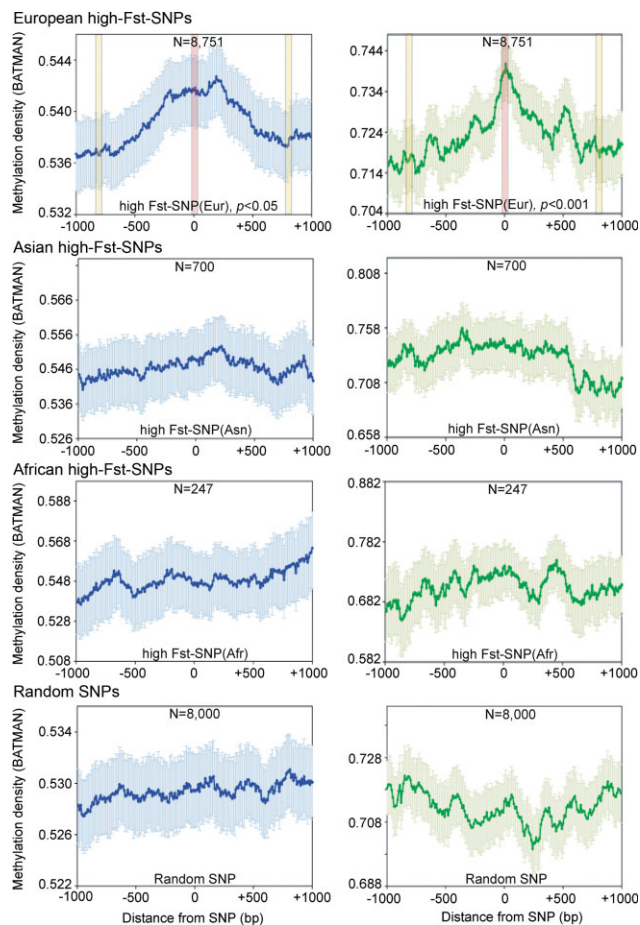 European high-Fst-SNPs
Methylation density (BATMAN)
0.544
0.540
0.536
0.532
N=8,751
high Fst-SNP(Eur), p<0.05
-1000 -500 0 +500 +1000
0.744
0.734
0.724
0.714
0.704
N=8,751
high Fst-SNP(Eur), p<0.001
-1000 -500 0 +500 +1000
Asian high-Fst-SNPs
Methylation density (BATMAN)
0.566
0.556
0.546
0.536
0.526
N=700
high Fst-SNP(Asn)
-1000 -500 0 +500 +1000
0.808
0.758
0.708
0.658
N=700
high Fst-SNP(Asn)
-1000 -500 0 +500 +1000
African high-Fst-SNPs
Methylation density (BATMAN)
0.588
0.568
0.548
0.528
0.508
N=247
high Fst-SNP(Afr)
-1000 -500 0 +500 +1000
0.882
0.782
0.682
0.582
N=247
high Fst-SNP(Afr)
-1000 -500 0 +500 +1000
Random SNPs
Methylation density (BATMAN)
0.534
0.530
0.526
0.522
N=8,000
Random SNP
-1000 -500 0 +500 +1000
Distance from SNP (bp)
0.728
0.708
0.688
N=8,000
Random SNP
-1000 -500 0 +500 +1000
Distance from SNP (bp)